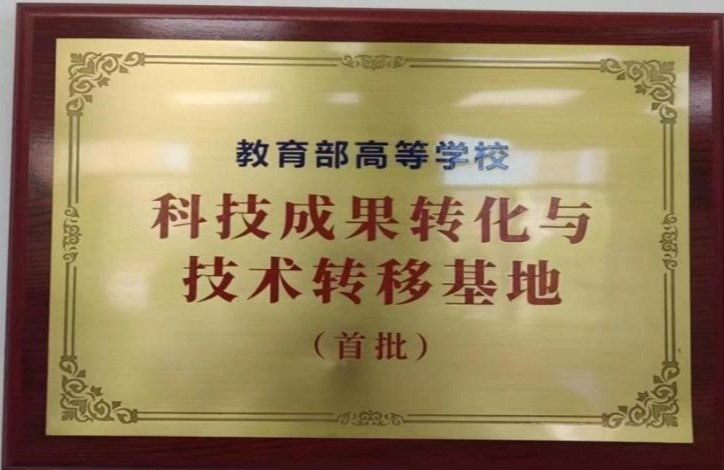 教育部高等学校
科技成果转化与
技术转移基地
（首批）